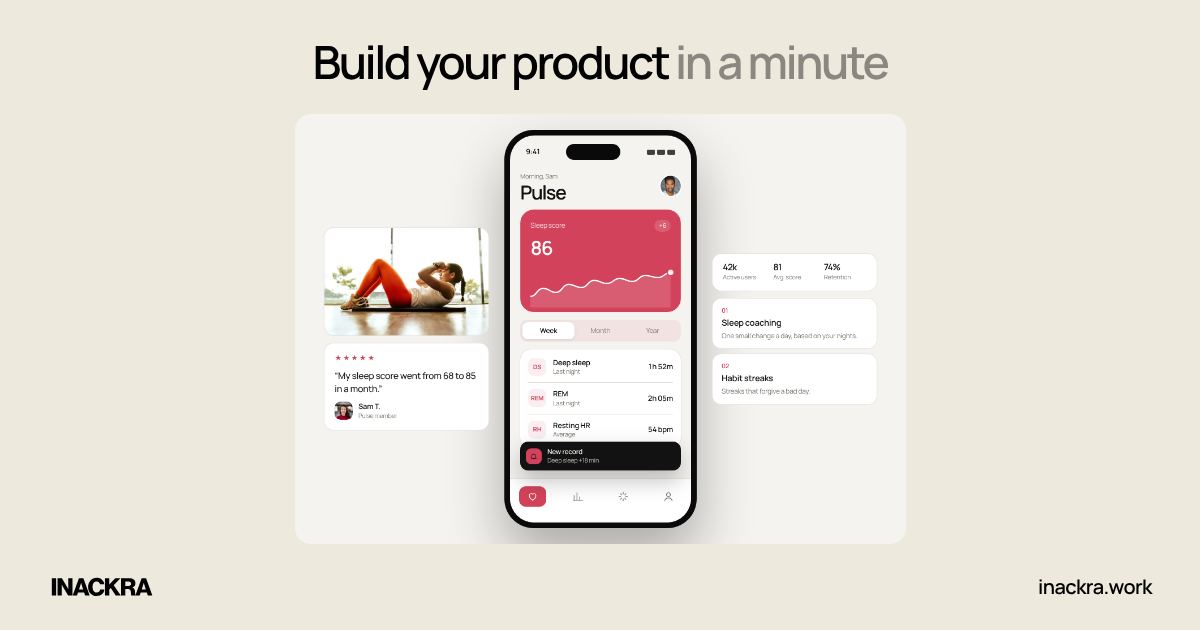 Build your product in a minute
9:41
Morning, Sam
Pulse
Sleep score
+6
86
Week
Month
Year
DS
Deep sleep
Last night
1h 52m
REM
REM
Last night
2h 05m
RH
Resting HR
Average
54 bpm
New record
Deep sleep +18 min
★★★★★
"My sleep score went from 68 to 85
in a month."
Sam T.
Pulse member
42k
Active users
81
Avg. score
74%
Retention
01
Sleep coaching
One small change a day, based on your nights.
02
Habit streaks
Streaks that forgive a bad day.
INACKRA
inackra.work